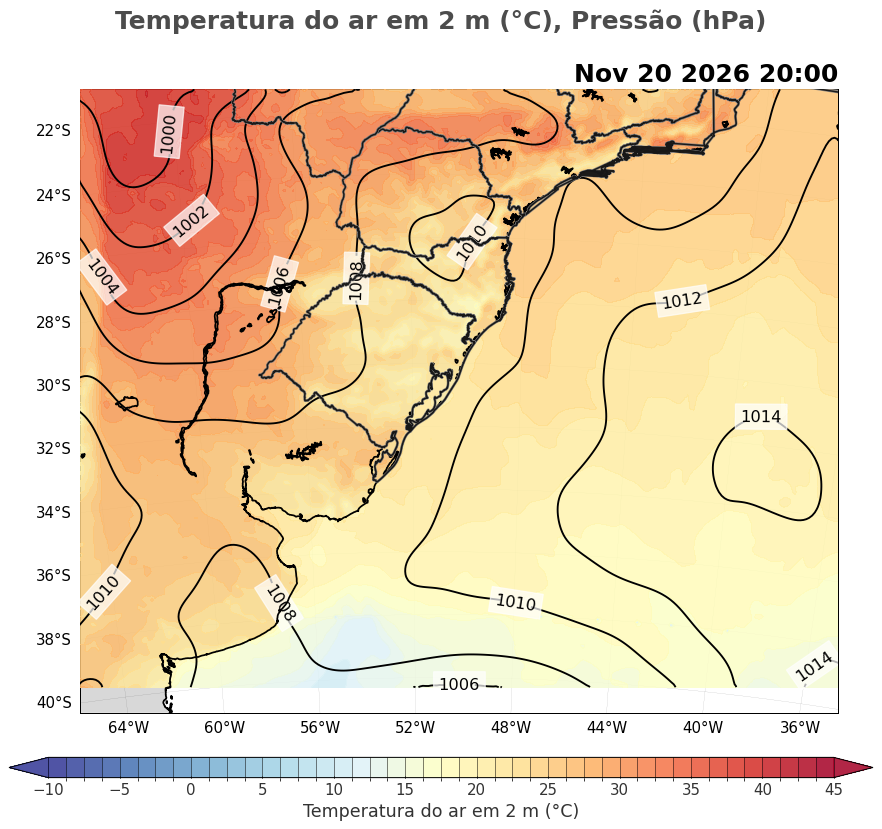 Temperatura do ar em 2 m (°C), Pressão (hPa)
Nov 20 2026 20:00
22°S
24°S
26°S
28°S
30°S
32°S
34°S
36°S
38°S
40°S
1000
1002
1004
1006
1008
1010
1012
1014
1010
1008
1010
1006
1014
64°W 60°W 56°W 52°W 48°W 44°W 40°W 36°W
−10 −5 0 5 10 15 20 25 30 35 40 45
Temperatura do ar em 2 m (°C)